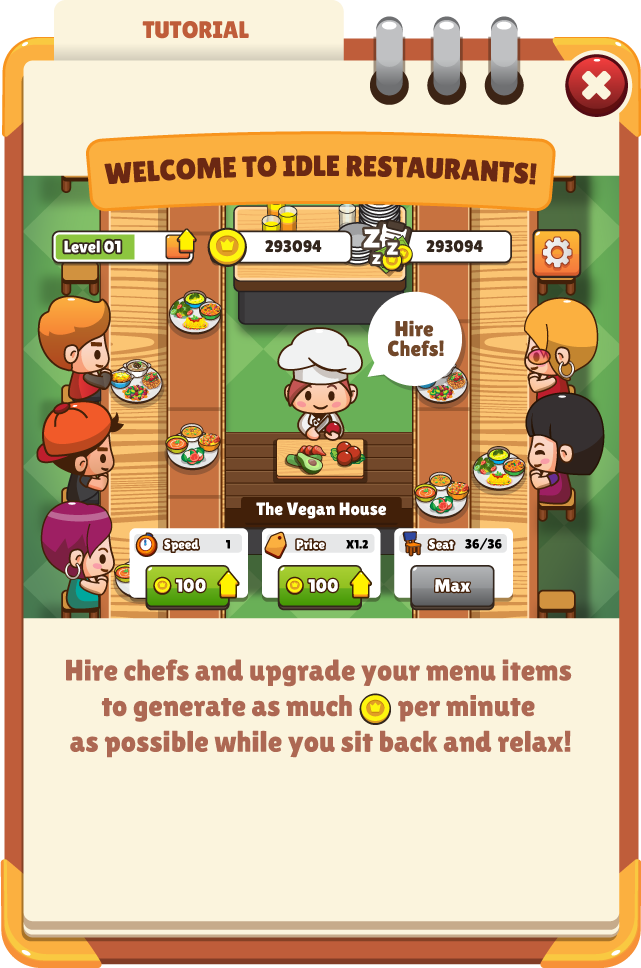 TUTORIAL
WELCOME TO IDLE RESTAURANTS!
Level 01
293094
Z Z Z
293094
Hire
Chefs!
The Vegan House
Speed 1
Price X1.2
Seat 36/36
100
100
Max
Hire chefs and upgrade your menu items
to generate as much per minute
as possible while you sit back and relax!